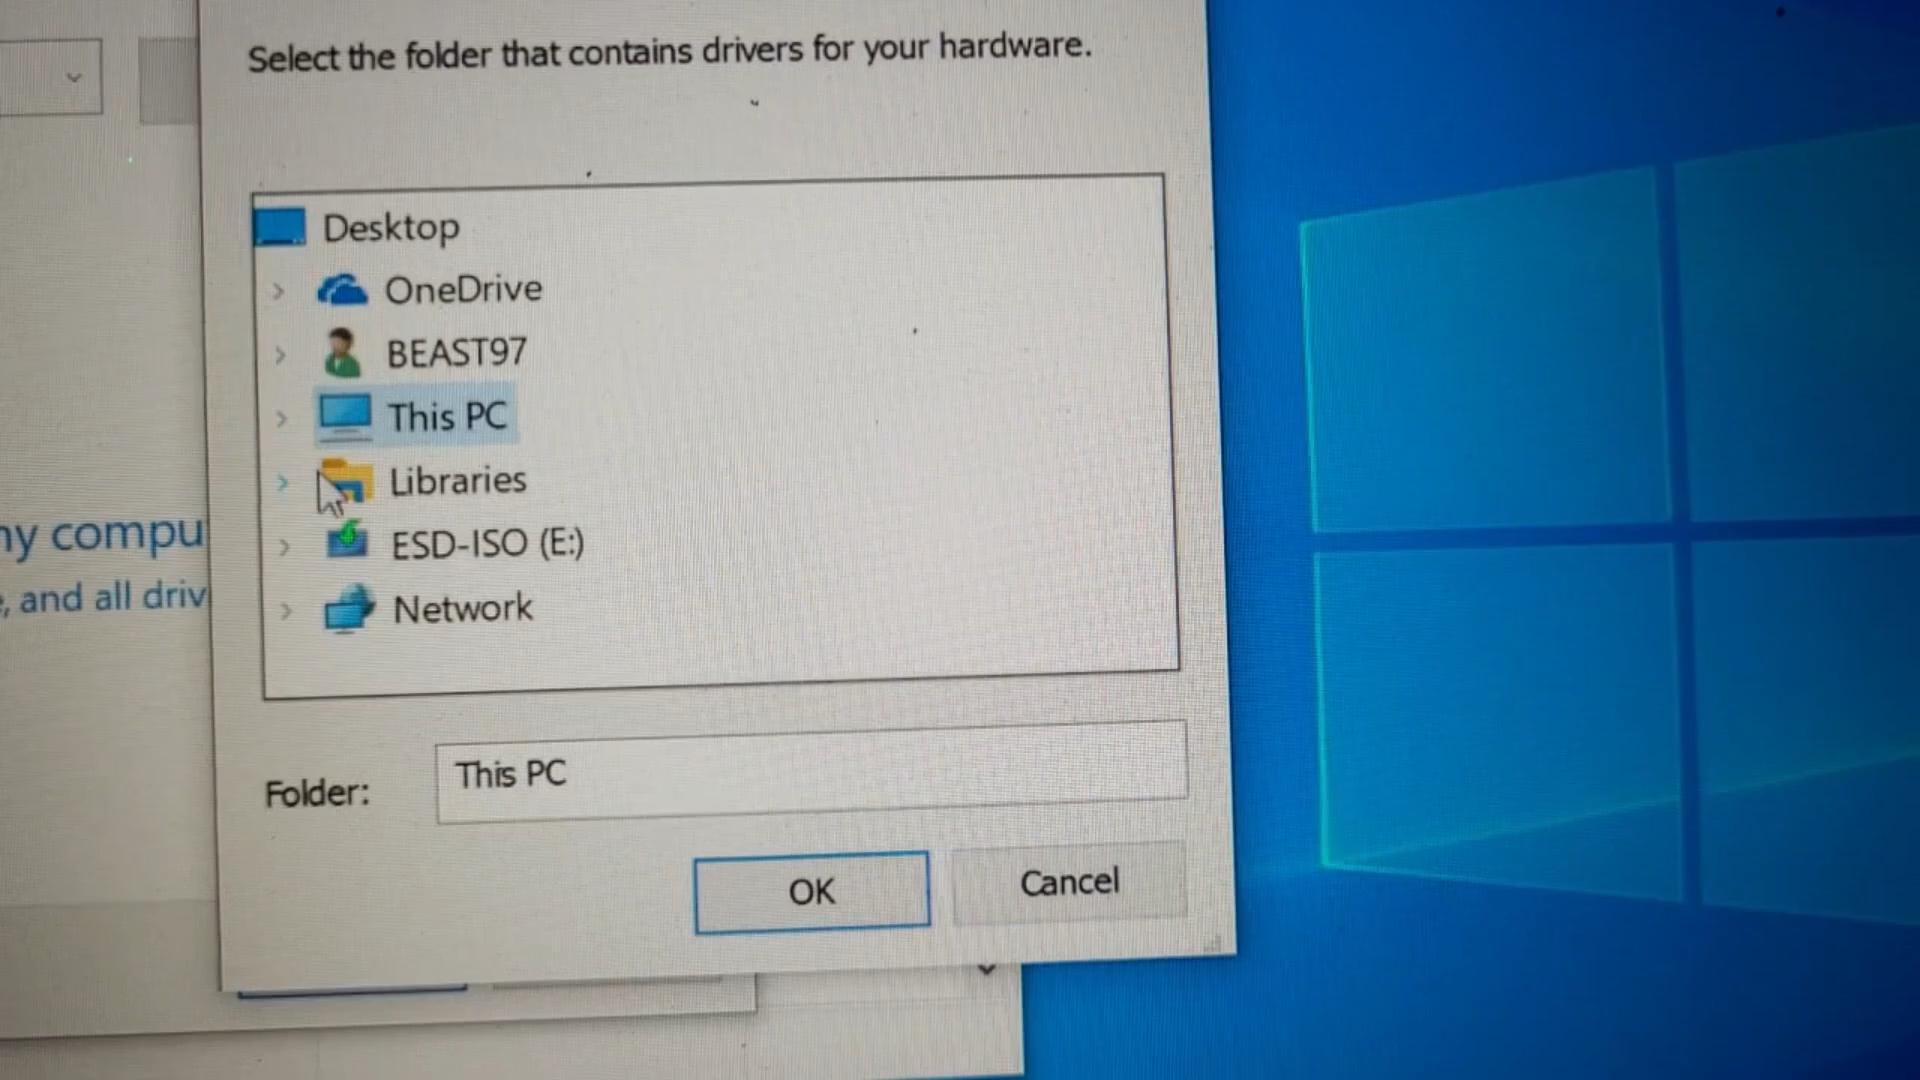 Select the folder that contains drivers for your hardware.
Desktop
OneDrive
BEAST97
This PC
Libraries
my compu
ESD-ISO (E:)
, and all driv
Network
Folder: This PC
OK Cancel